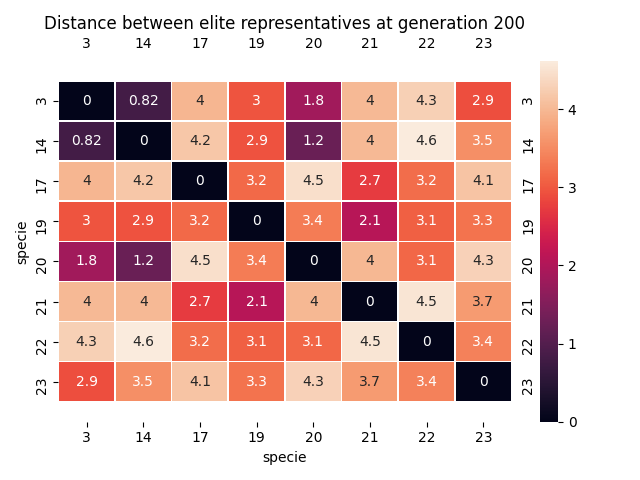 Distance between elite representatives at generation 200
3 14 17 19 20 21 22 23
3 0 0.82 4 3 1.8 4 4.3 2.9 3
14 0.82 0 4.2 2.9 1.2 4 4.6 3.5 14
17 4 4.2 0 3.2 4.5 2.7 3.2 4.1 17
19 3 2.9 3.2 0 3.4 2.1 3.1 3.3 19
20 1.8 1.2 4.5 3.4 0 4 3.1 4.3 20
21 4 4 2.7 2.1 4 0 4.5 3.7 21
22 4.3 4.6 3.2 3.1 3.1 4.5 0 3.4 22
23 2.9 3.5 4.1 3.3 4.3 3.7 3.4 0 23
3 14 17 19 20 21 22 23
specie
specie
4
3
2
1
0